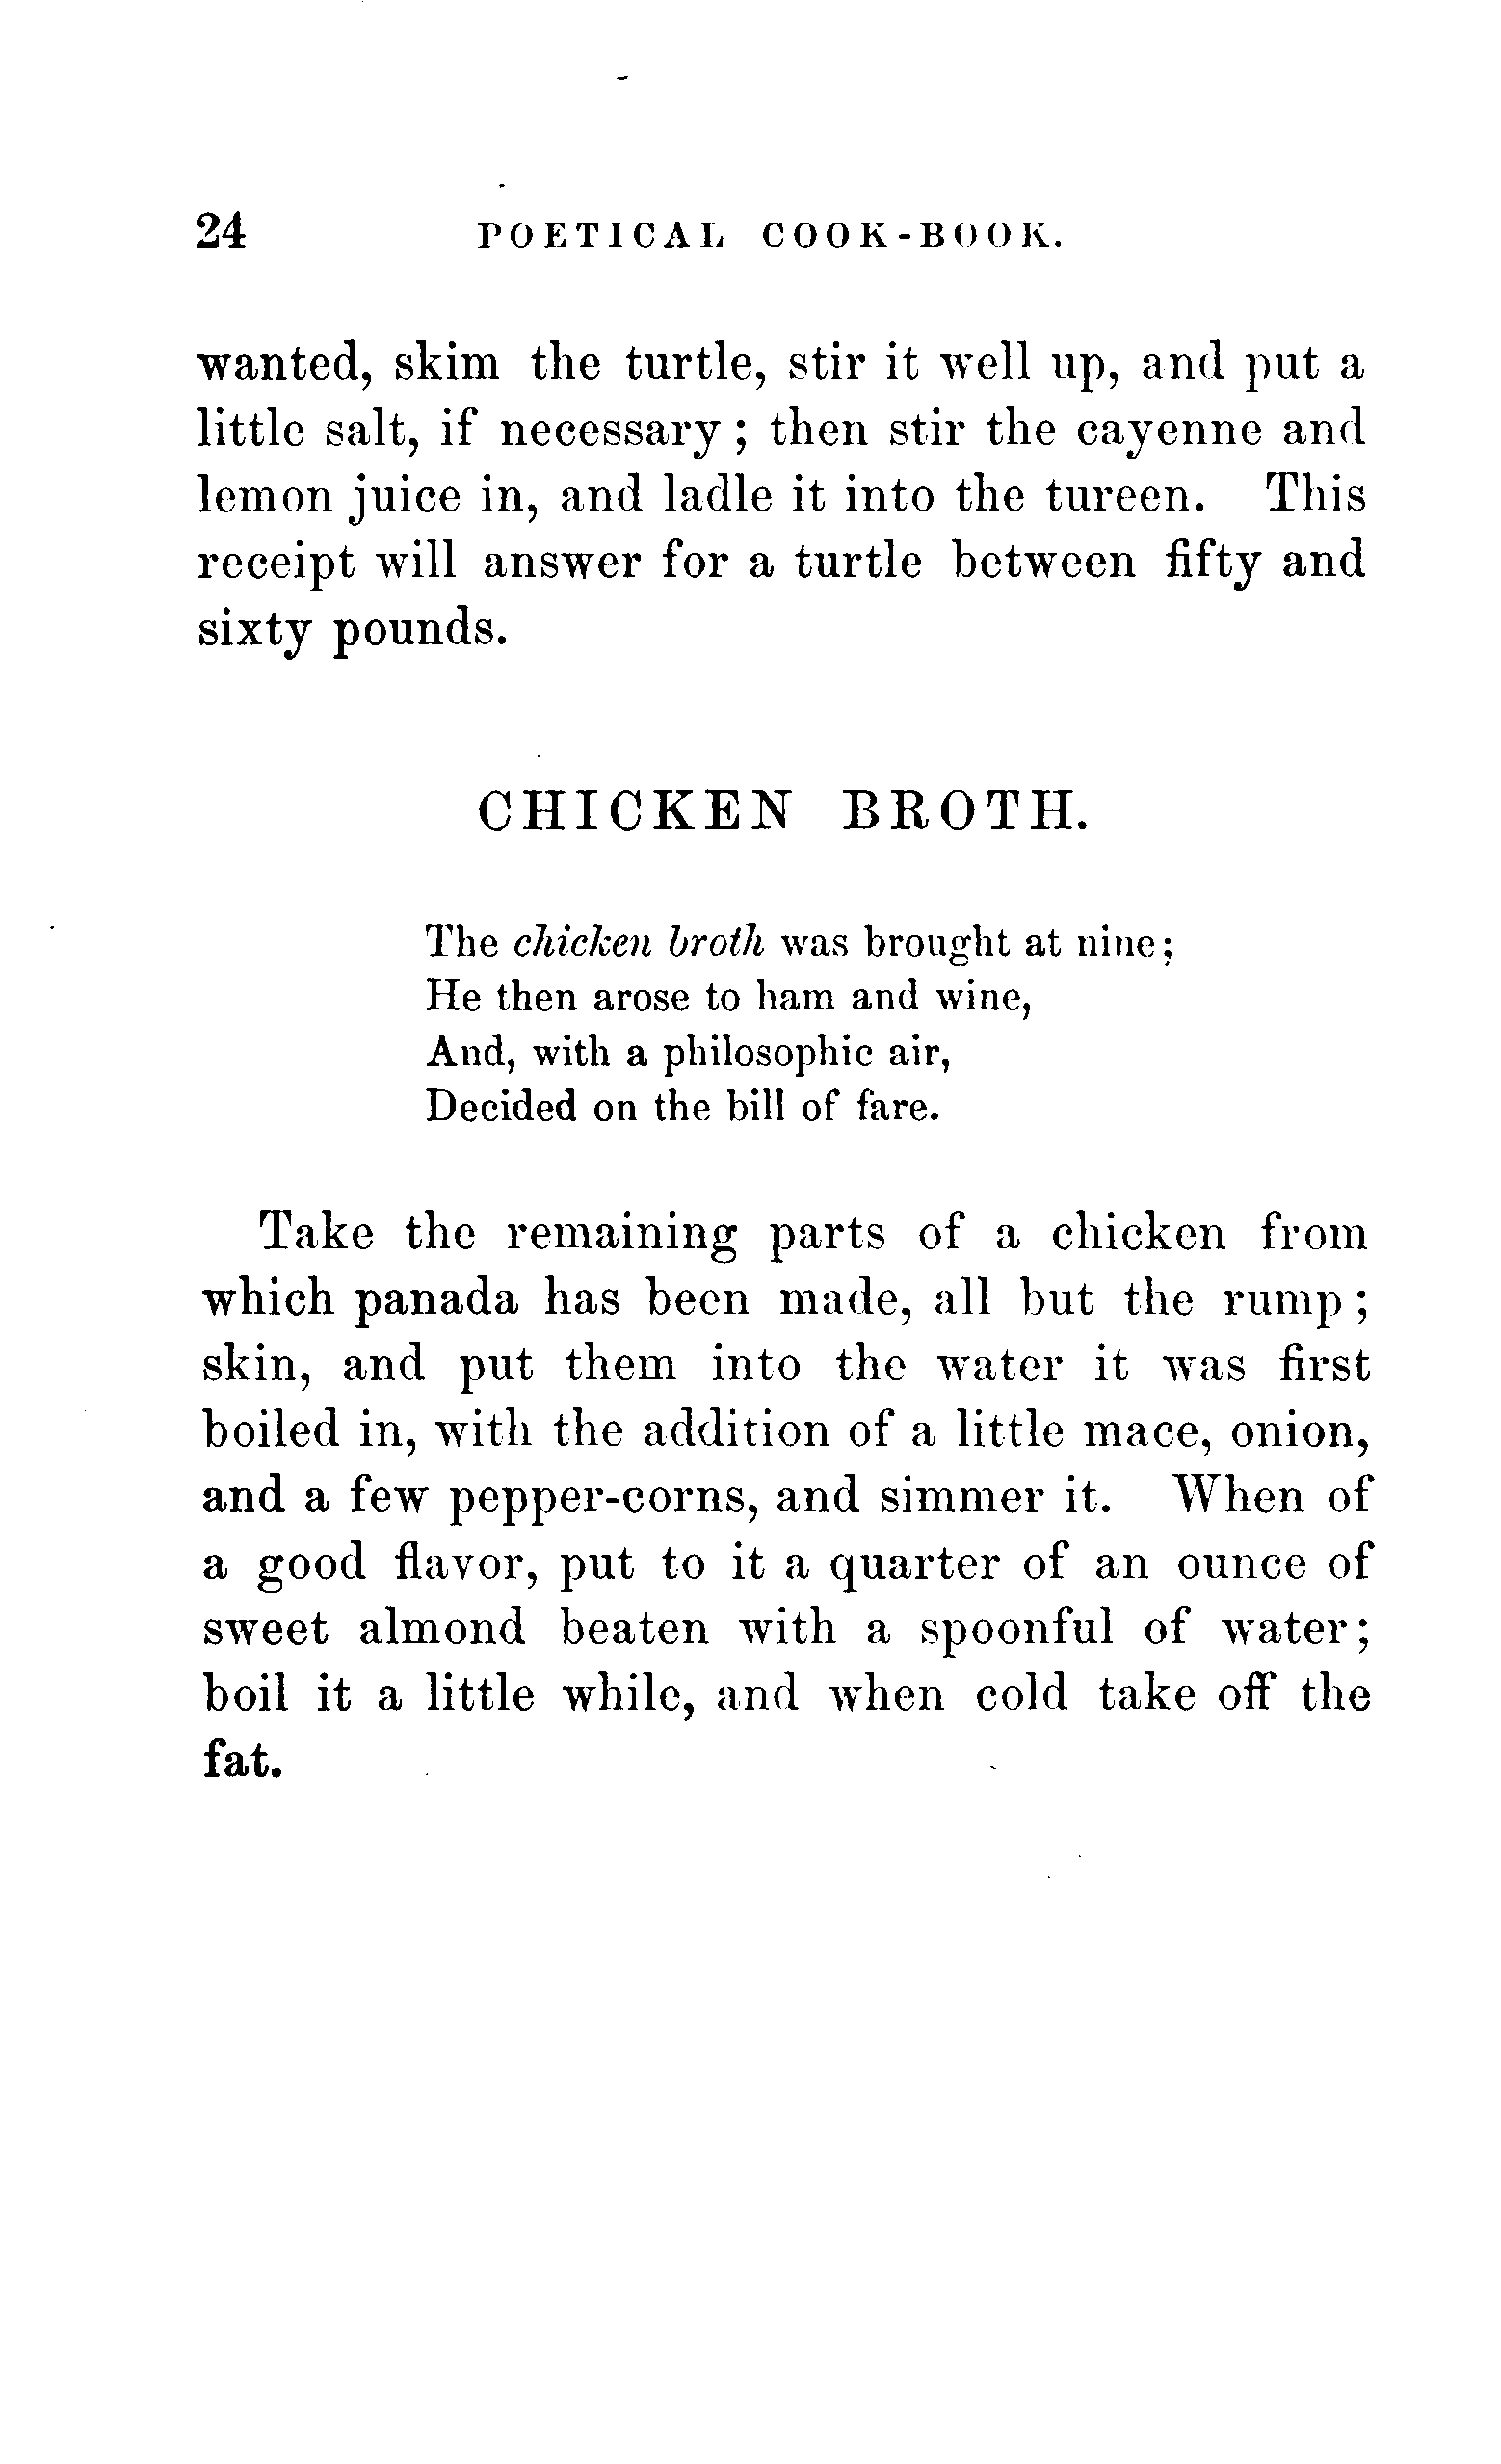 24 POETICAL COOK-BOOK.
wanted, skim the turtle, stir it well up, and put a
little salt, if necessary; then stir the cayenne and
lemon juice in, and ladle it into the tureen. This
receipt will answer for a turtle between fifty and
sixty pounds.
CHICKEN BROTH.
The chicken broth was brought at nine;
He then arose to ham and wine,
And, with a philosophic air,
Decided on the bill of fare.
Take the remaining parts of a chicken from
which panada has been made, all but the rump;
skin, and put them into the water it was first
boiled in, with the addition of a little mace, onion,
and a few pepper-corns, and simmer it. When of
a good flavor, put to it a quarter of an ounce of
sweet almond beaten with a spoonful of water;
boil it a little while, and when cold take off the
fat.